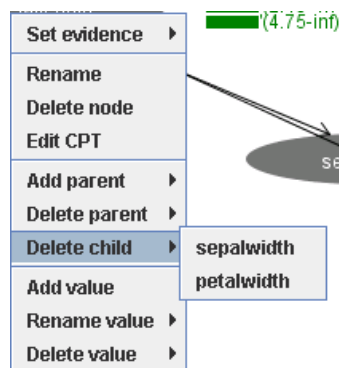 '(4.75-inf)
Set evidence
Rename
Delete node
Edit CPT
Add parent
Delete parent
Delete child
sepalwidth
petalwidth
Add value
Rename value
Delete value
se